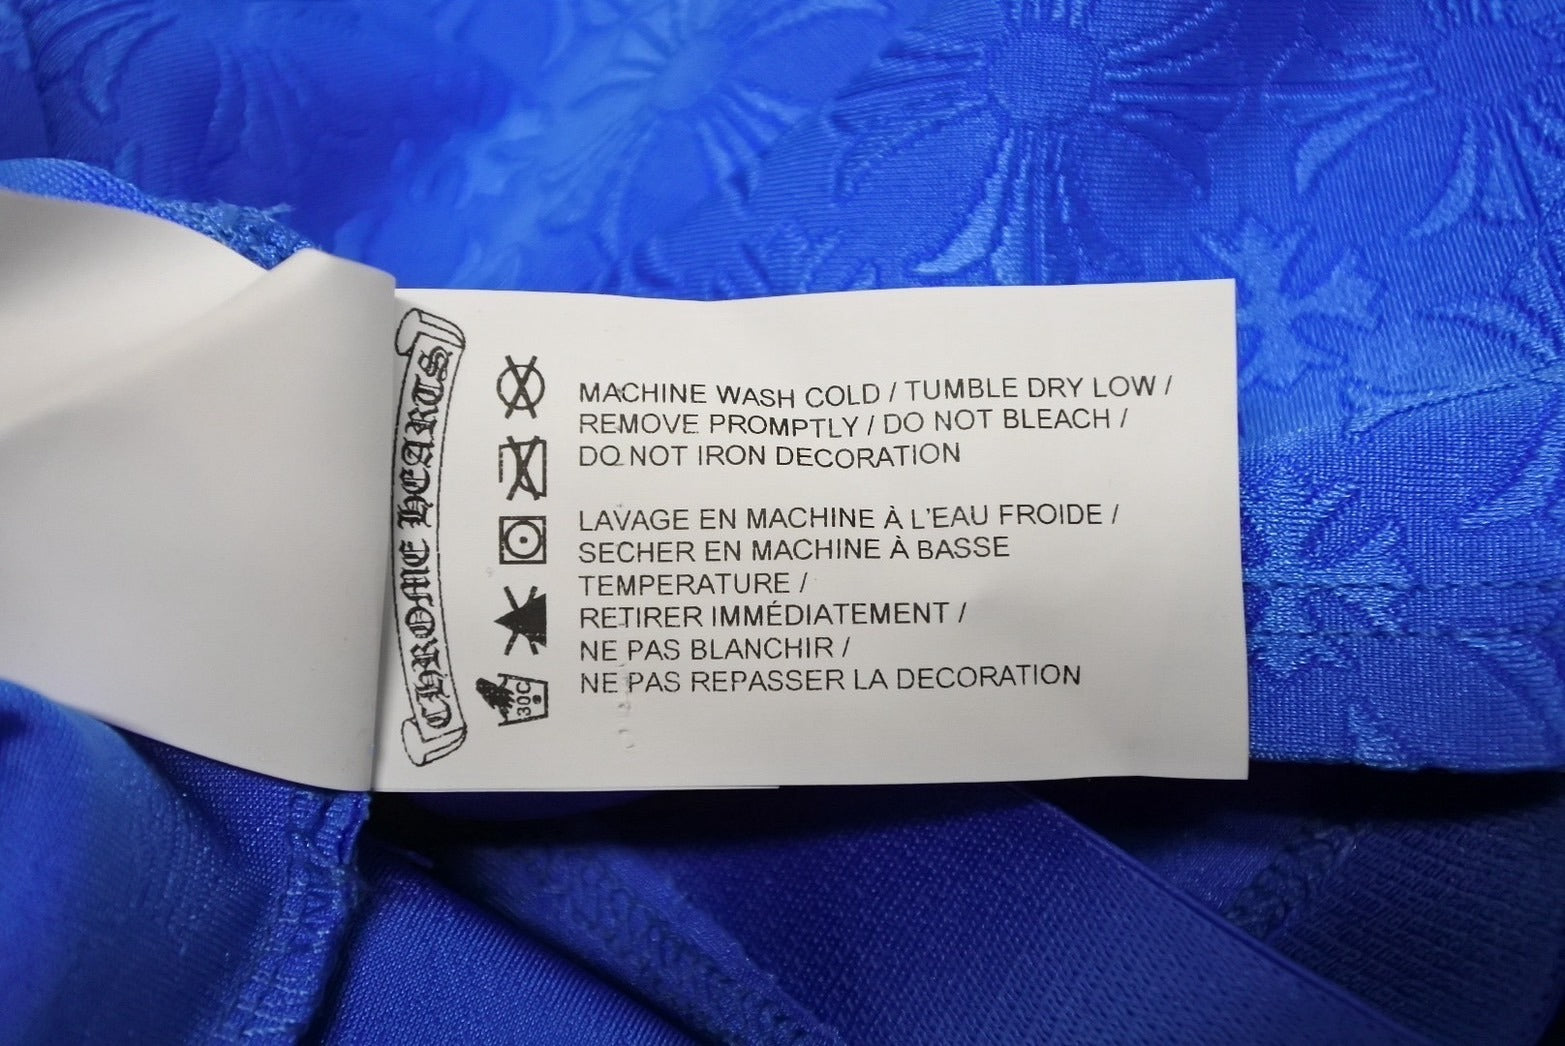 CHROME HEARTS
MACHINE WASH COLD / TUMBLE DRY LOW /
REMOVE PROMPTLY / DO NOT BLEACH /
DO NOT IRON DECORATION
LAVAGE EN MACHINE À L'EAU FROIDE /
SECHER EN MACHINE À BASSE
TEMPERATURE /
RETIRER IMMÉDIATEMENT /
NE PAS BLANCHIR /
NE PAS REPASSER LA DECORATION
30C